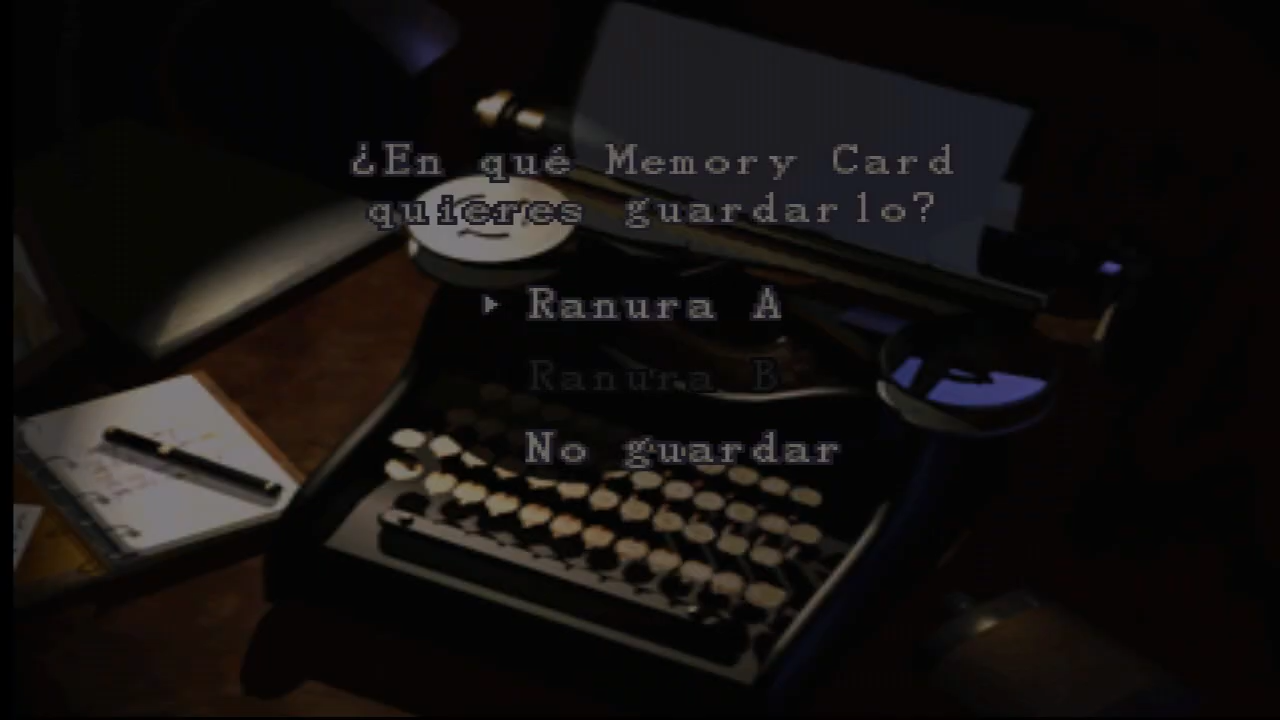 ¿En qué Memory Card
quieres guardarlo?
Ranura A
Ranura B
No guardar